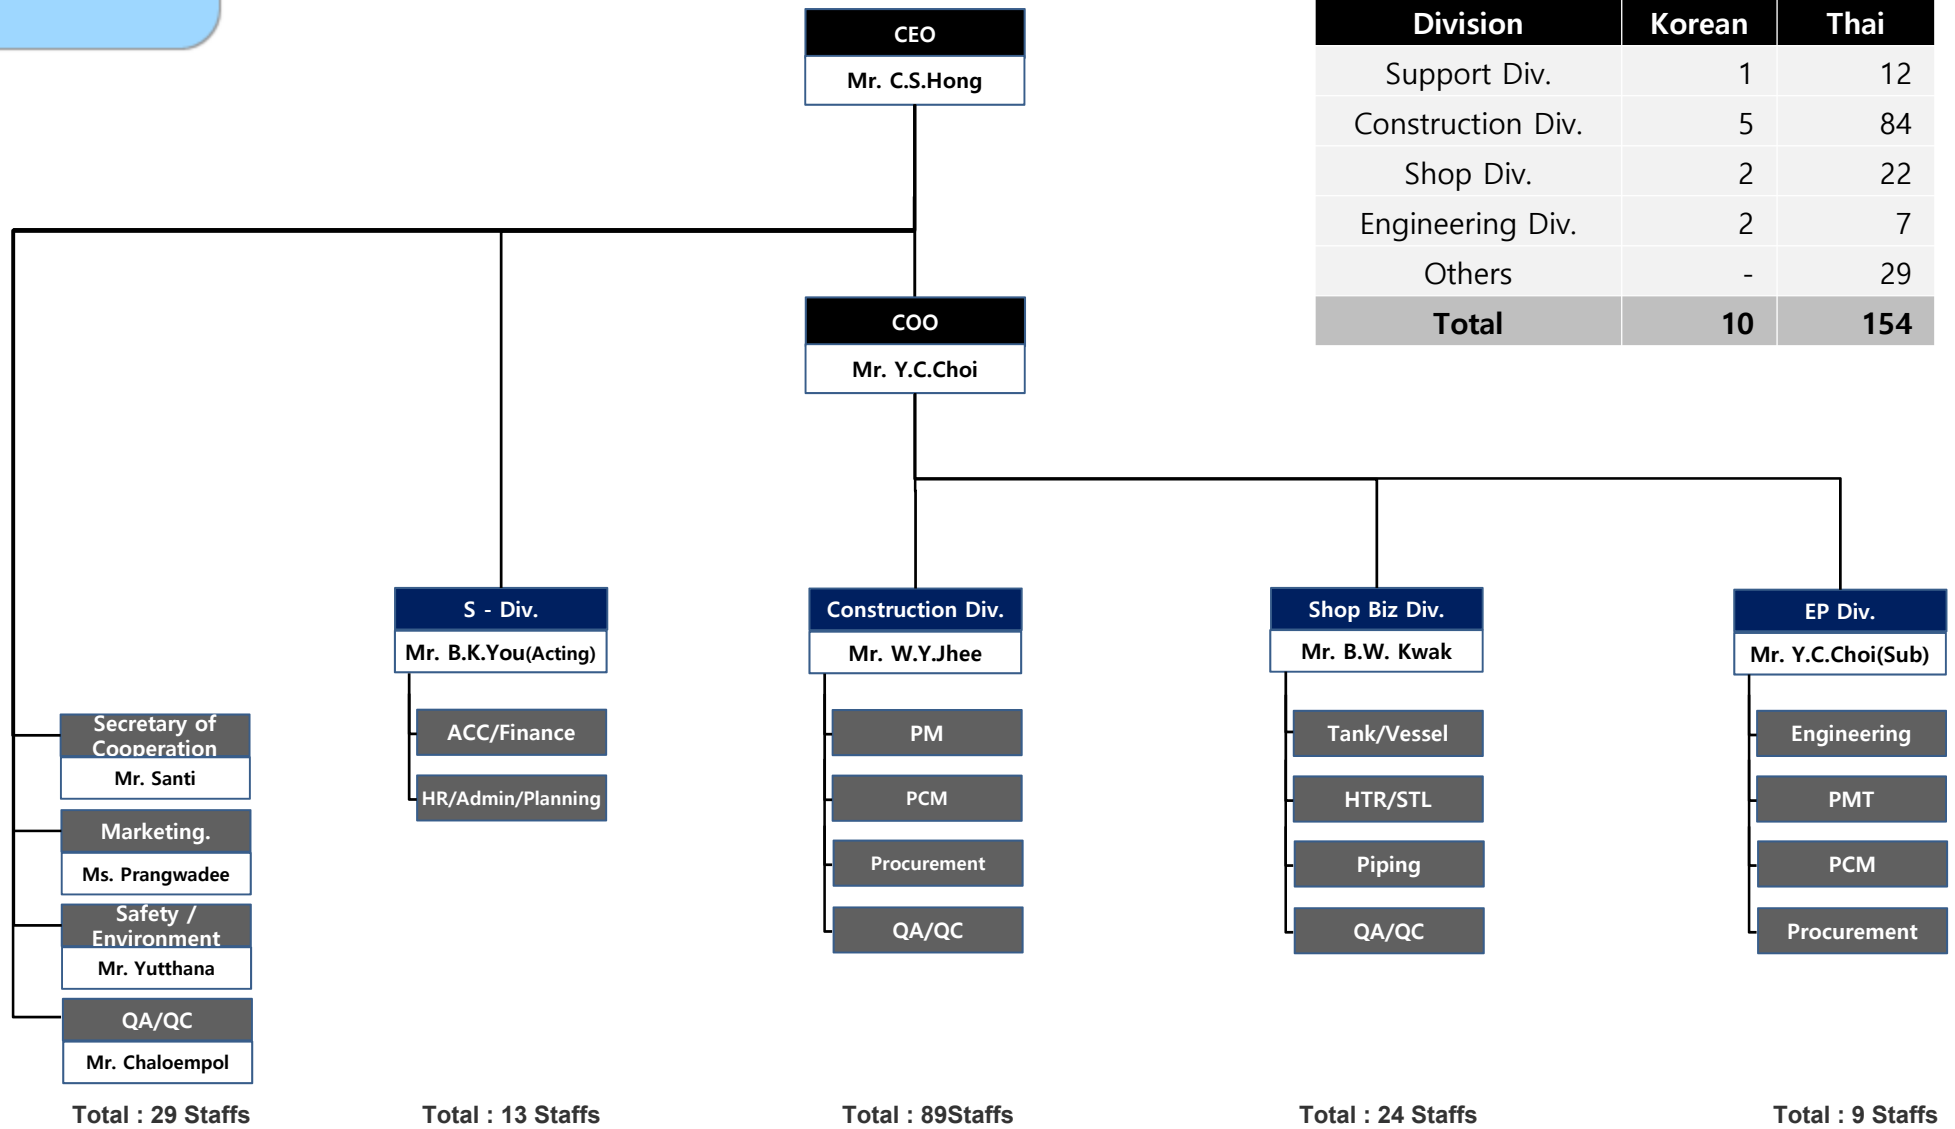 CEO
Mr. C.S.Hong
Division Korean Thai
Support Div. 1 12
Construction Div. 5 84
Shop Div. 2 22
Engineering Div. 2 7
Others - 29
Total 10 154
COO
Mr. Y.C.Choi
Secretary of
Cooperation
Mr. Santi
Marketing.
Ms. Prangwadee
Safety /
Environment
Mr. Yutthana
QA/QC
Mr. Chaloempol
Total : 29 Staffs
S - Div.
Mr. B.K.You(Acting)
ACC/Finance
HR/Admin/Planning
Total : 13 Staffs
Construction Div.
Mr. W.Y.Jhee
PM
PCM
Procurement
QA/QC
Total : 89Staffs
Shop Biz Div.
Mr. B.W. Kwak
Tank/Vessel
HTR/STL
Piping
QA/QC
Total : 24 Staffs
EP Div.
Mr. Y.C.Choi(Sub)
Engineering
PMT
PCM
Procurement
Total : 9 Staffs